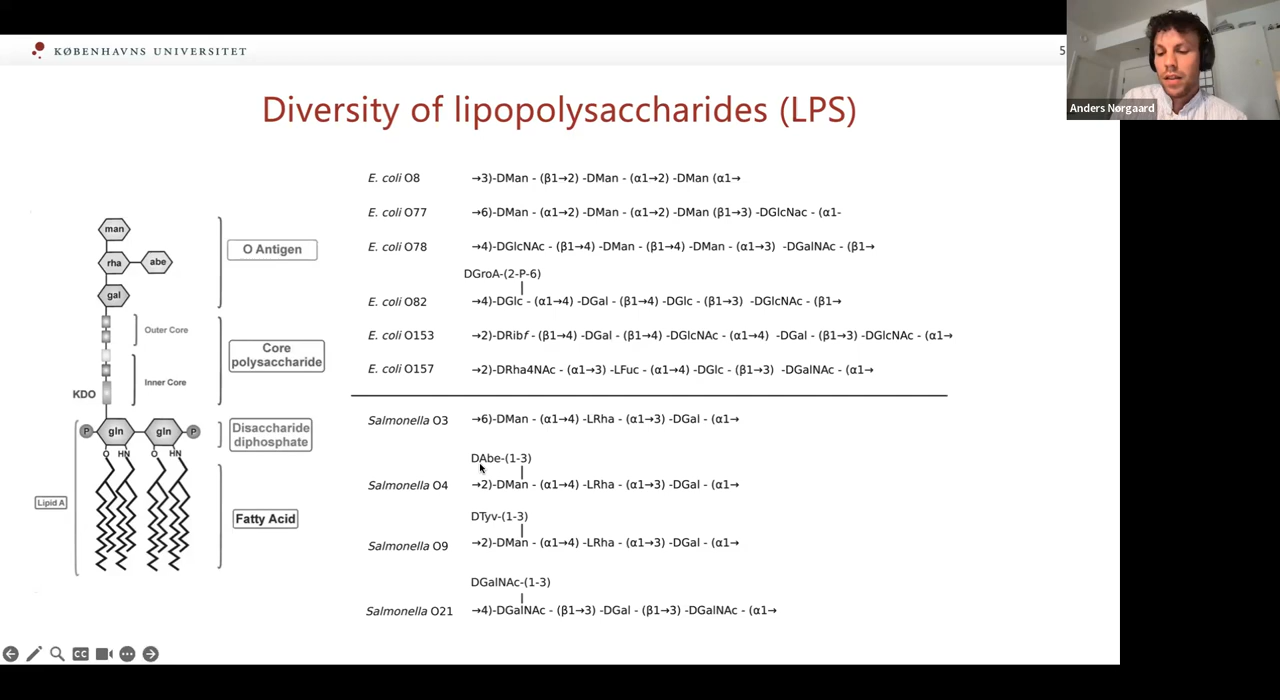 KØBENHAVNS UNIVERSITET
5
Anders Nørgaard
Diversity of lipopolysaccharides (LPS)
man
rha
abe
gal
O Antigen
Outer Core
Core
polysaccharide
Inner Core
KDO
P
gln
gln
P
Disaccharide
diphosphate
O HN O HN
Lipid A
Fatty Acid
E. coli O8 →3)-DMan - (β1→2) -DMan - (α1→2) -DMan (α1→
E. coli O77 →6)-DMan - (α1→2) -DMan - (α1→2) -DMan (β1→3) -DGlcNac - (α1-
E. coli O78 →4)-DGlcNAc - (β1→4) -DMan - (β1→4) -DMan - (α1→3) -DGalNAc - (β1→
DGroA-(2-P-6)
E. coli O82 →4)-DGlc - (α1→4) -DGal - (β1→4) -DGlc - (β1→3) -DGlcNAc - (β1→
E. coli O153 →2)-DRibf - (β1→4) -DGal - (β1→4) -DGlcNAc - (α1→4) -DGal - (β1→3) -DGlcNAc - (α1→
E. coli O157 →2)-DRha4NAc - (α1→3) -LFuc - (α1→4) -DGlc - (β1→3) -DGalNAc - (α1→
Salmonella O3 →6)-DMan - (α1→4) -LRha - (α1→3) -DGal - (α1→
DAbe-(1-3)
Salmonella O4 →2)-DMan - (α1→4) -LRha - (α1→3) -DGal - (α1→
DTyv-(1-3)
Salmonella O9 →2)-DMan - (α1→4) -LRha - (α1→3) -DGal - (α1→
DGalNAc-(1-3)
Salmonella O21 →4)-DGalNAc - (β1→3) -DGal - (β1→3) -DGalNAc - (α1→
CC